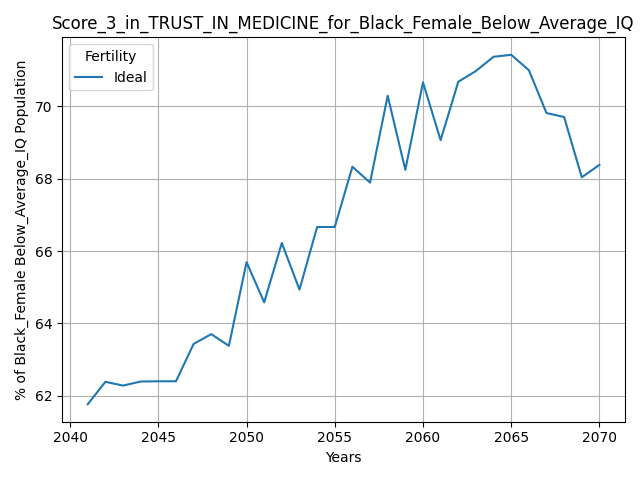 Score_3_in_TRUST_IN_MEDICINE_for_Black_Female_Below_Average_IQ
Fertility
Ideal
% of Black_Female Below_Average_IQ Population
70
68
66
64
62
2040
2045
2050
2055
2060
2065
2070
Years